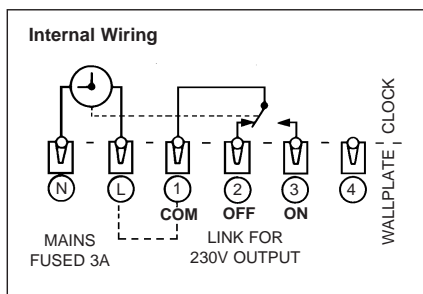 Internal Wiring
CLOCK
WALLPLATE
N L 1 2 3 4
COM OFF ON
MAINS
FUSED 3A
LINK FOR
230V OUTPUT